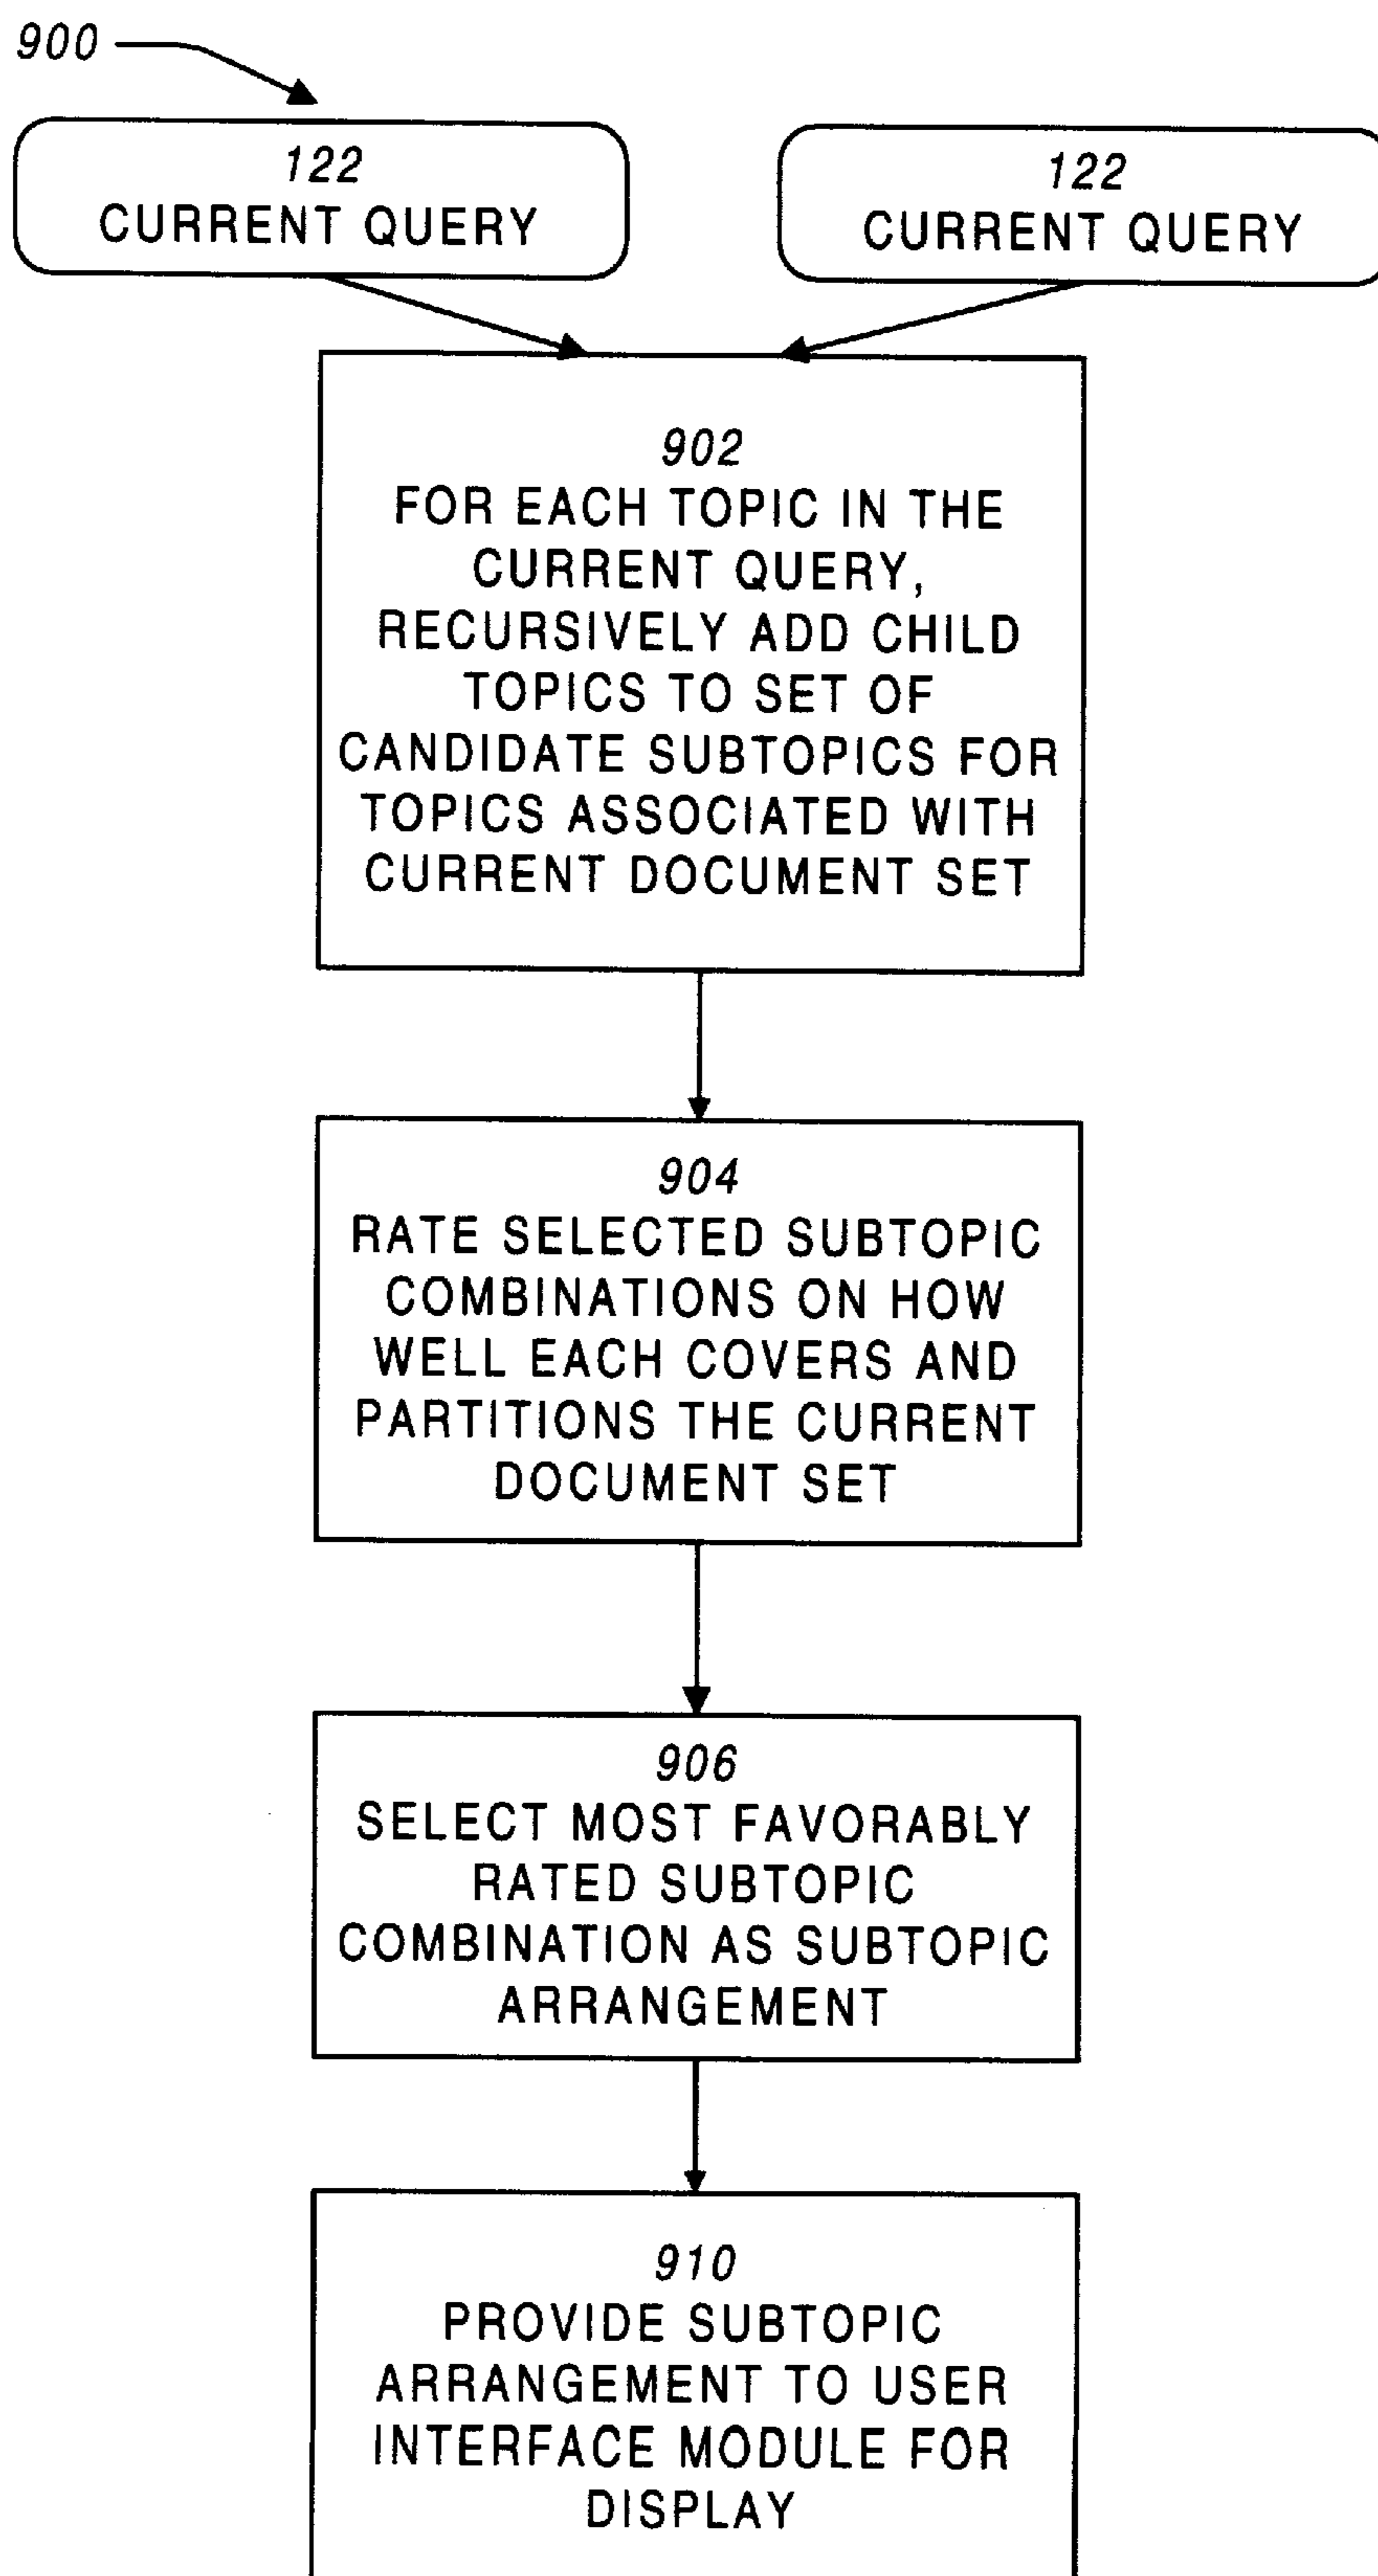 900
122
CURRENT QUERY
122
CURRENT QUERY
902
FOR EACH TOPIC IN THE
CURRENT QUERY,
RECURSIVELY ADD CHILD
TOPICS TO SET OF
CANDIDATE SUBTOPICS FOR
TOPICS ASSOCIATED WITH
CURRENT DOCUMENT SET
904
RATE SELECTED SUBTOPIC
COMBINATIONS ON HOW
WELL EACH COVERS AND
PARTITIONS THE CURRENT
DOCUMENT SET
906
SELECT MOST FAVORABLY
RATED SUBTOPIC
COMBINATION AS SUBTOPIC
ARRANGEMENT
910
PROVIDE SUBTOPIC
ARRANGEMENT TO USER
INTERFACE MODULE FOR
DISPLAY